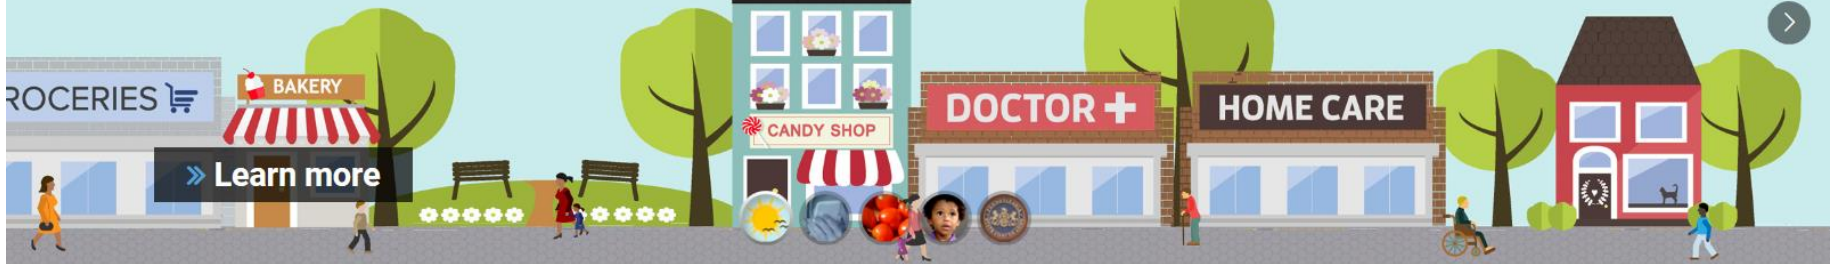 ROCERIES
BAKERY
CANDY SHOP
DOCTOR
HOME CARE
» Learn more